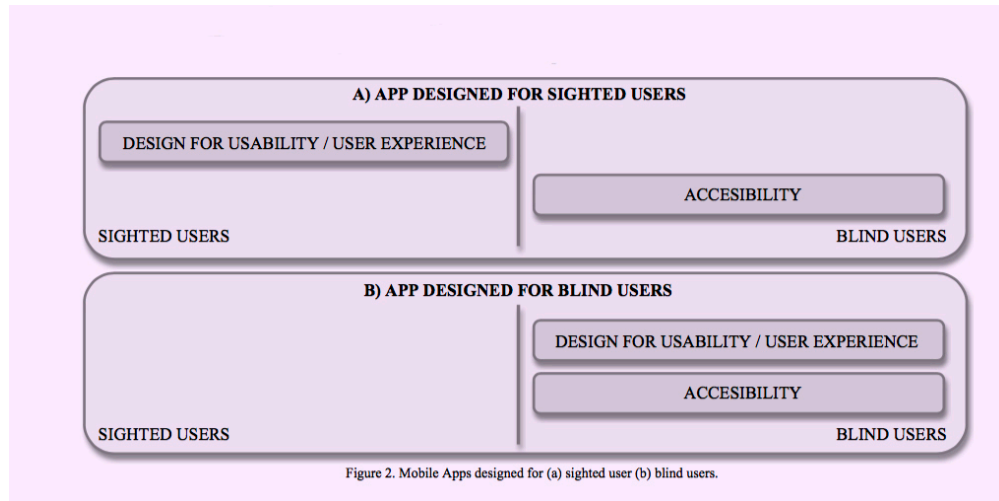 A) APP DESIGNED FOR SIGHTED USERS
DESIGN FOR USABILITY / USER EXPERIENCE
ACCESIBILITY
SIGHTED USERS
BLIND USERS
B) APP DESIGNED FOR BLIND USERS
DESIGN FOR USABILITY / USER EXPERIENCE
ACCESIBILITY
SIGHTED USERS
BLIND USERS
Figure 2. Mobile Apps designed for (a) sighted user (b) blind users.